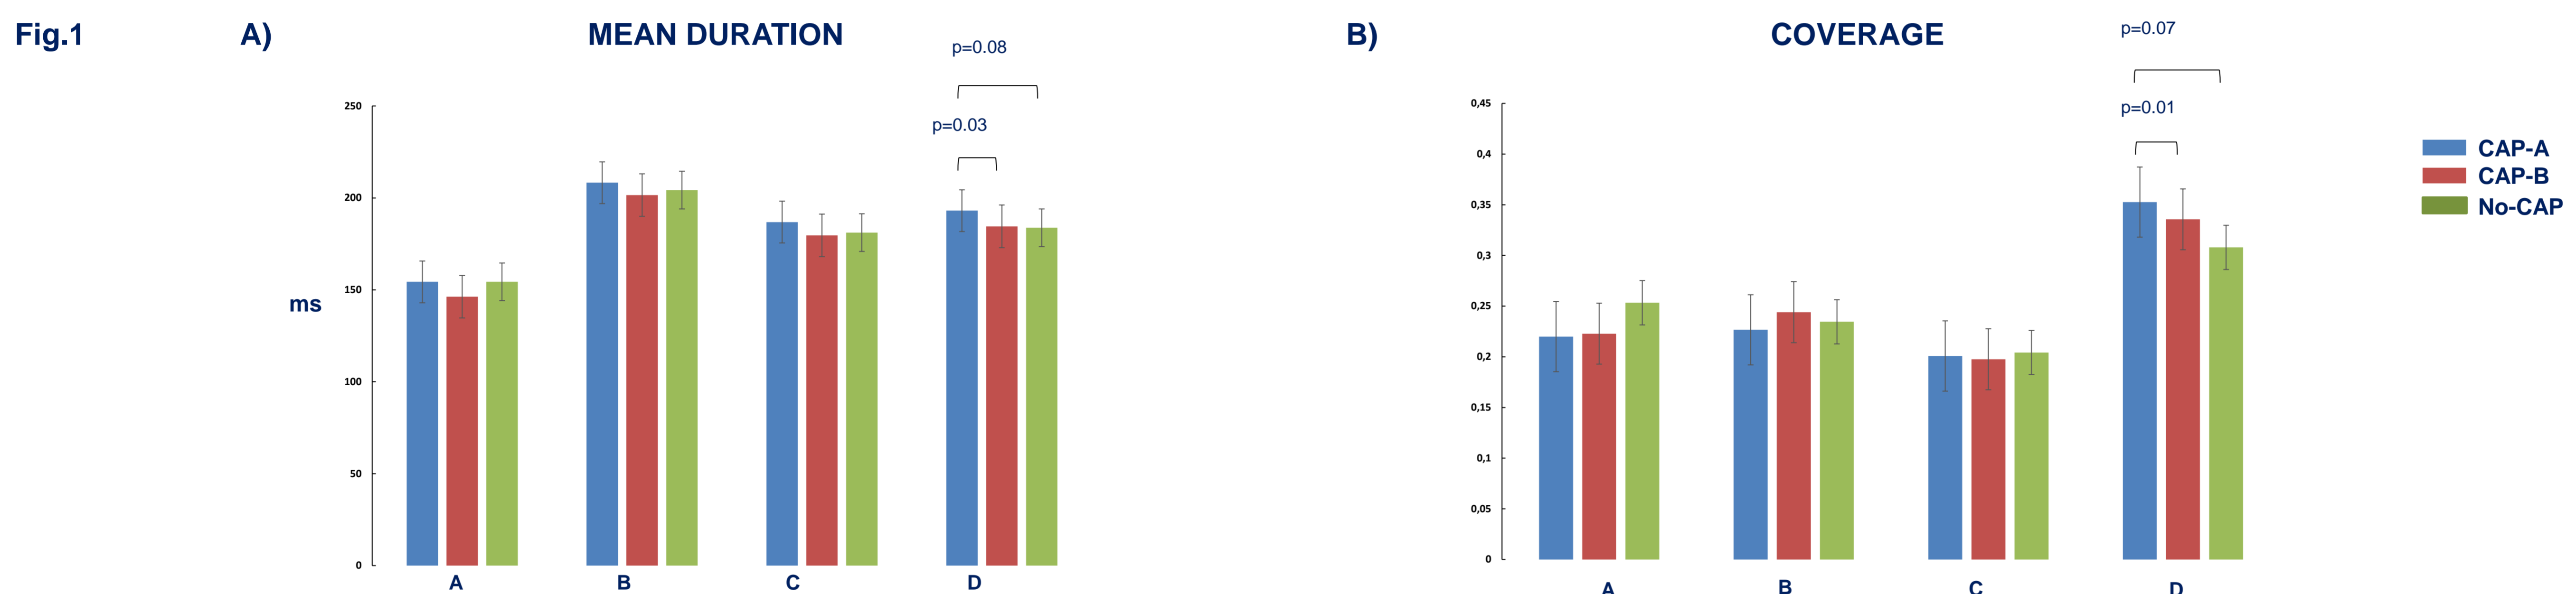 Fig.1
A)
MEAN DURATION
p=0.08
p=0.03
250
200
150
100
50
0
ms
A
B
C
D
B)
COVERAGE
p=0.07
p=0.01
0,45
0,4
0,35
0,3
0,25
0,2
0,15
0,1
0,05
0
A
B
C
D
CAP-A
CAP-B
No-CAP